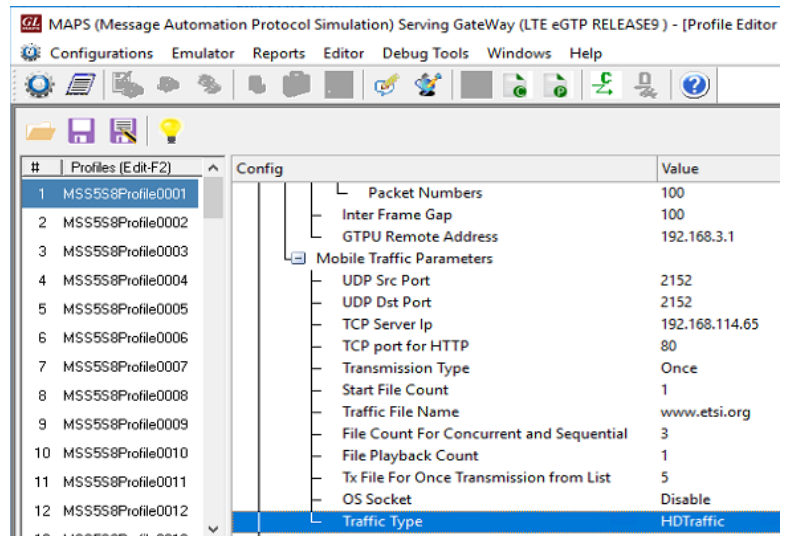 GL MAPS (Message Automation Protocol Simulation) Serving GateWay (LTE eGTP RELEASE9 ) - [Profile Editor
Configurations Emulator Reports Editor Debug Tools Windows Help
# Profiles (Edit-F2) Config Value
1 MSS5S8Profile0001
2 MSS5S8Profile0002
3 MSS5S8Profile0003
4 MSS5S8Profile0004
5 MSS5S8Profile0005
6 MSS5S8Profile0006
7 MSS5S8Profile0007
8 MSS5S8Profile0008
9 MSS5S8Profile0009
10 MSS5S8Profile0010
11 MSS5S8Profile0011
12 MSS5S8Profile0012
Packet Numbers 100
Inter Frame Gap 100
GTPU Remote Address 192.168.3.1
Mobile Traffic Parameters
UDP Src Port 2152
UDP Dst Port 2152
TCP Server Ip 192.168.114.65
TCP port for HTTP 80
Transmission Type Once
Start File Count 1
Traffic File Name www.etsi.org
File Count For Concurrent and Sequential 3
File Playback Count 1
Tx File For Once Transmission from List 5
OS Socket Disable
Traffic Type HDTraffic